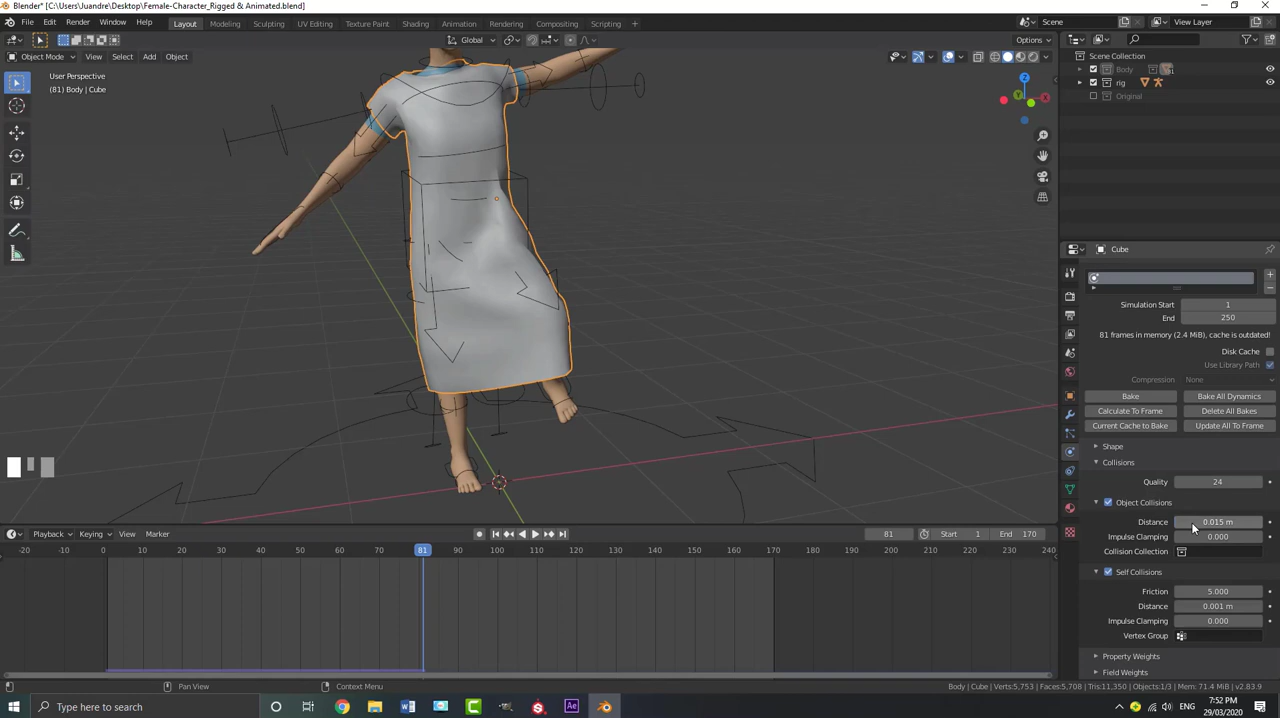 Blender* [C:\Users\Juandre\Desktop\Female-Character_Rigged & Animated.blend]
File Edit Render Window Help Layout Modeling Sculpting UV Editing Texture Paint Shading Animation Rendering Compositing Scripting Scene View Layer
Global Options
Object Mode View Select Add Object
User Perspective
(81) Body | Cube
Scene Collection
Body
rig
Original
Cube
Simulation Start 1
End 250
81 frames in memory (2.4 MiB), cache is outdated!
Disk Cache
Use Library Path
Compression None
Bake Bake All Dynamics
Calculate To Frame Delete All Bakes
Current Cache to Bake Update All To Frame
Shape
Collisions
Quality 24
Object Collisions
Distance 0.015 m
Impulse Clamping 0.000
Collision Collection
Self Collisions
Friction 5.000
Distance 0.001 m
Impulse Clamping 0.000
Vertex Group
Property Weights
Field Weights
Playback Keying View Marker 81 Start 1 End 170
-20 -10 0 10 20 30 40 50 60 70 81 90 100 110 120 130 140 150 160 170 180 190 200 210 220 230 240
Pan View Context Menu Body | Cube | Verts:5,753 | Faces:5,708 | Tris:11,350 | Objects:1/3 | Mem: 71.4 MiB | v2.83.9
Type here to search
ENG
7:52 PM
29/03/2020